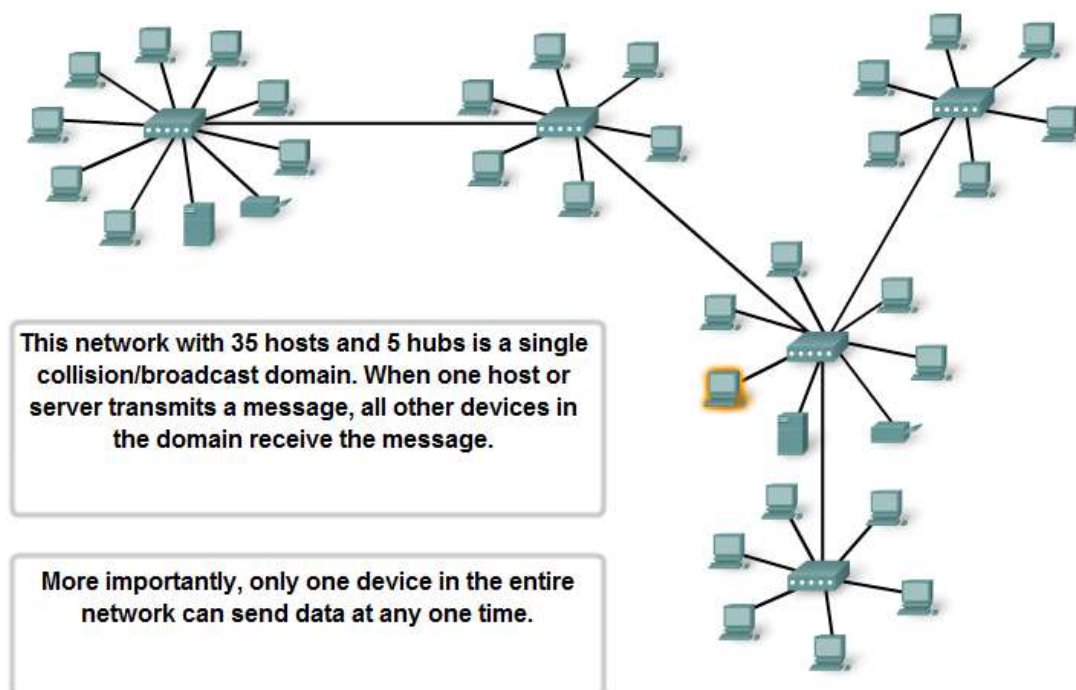 This network with 35 hosts and 5 hubs is a single
collision/broadcast domain. When one host or
server transmits a message, all other devices in
the domain receive the message.
More importantly, only one device in the entire
network can send data at any one time.